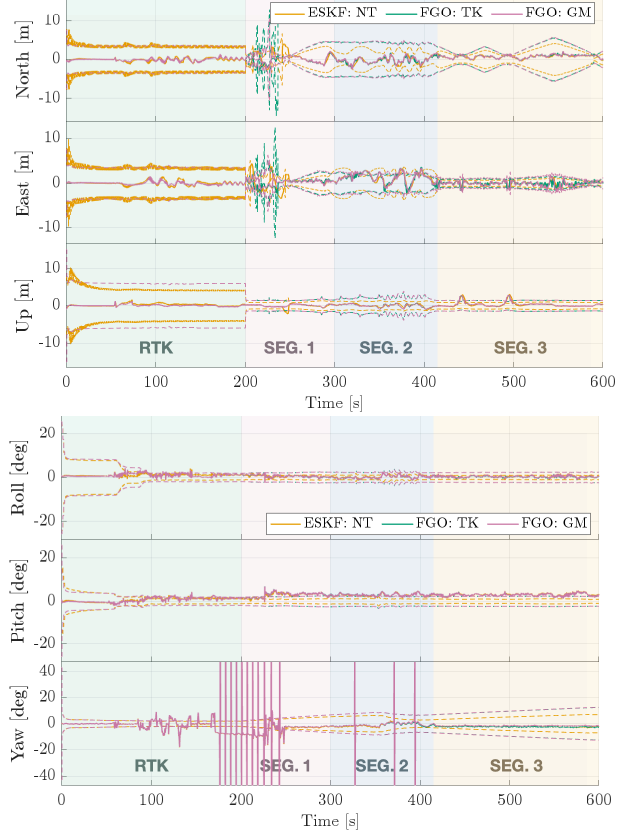 ESKF: NT FGO: TK FGO: GM
North [m]
10
0
-10
East [m]
10
0
-10
Up [m]
10
0
-10
RTK SEG. 1 SEG. 2 SEG. 3
0 100 200 300 400 500 600
Time [s]
Roll [deg]
20
0
-20
ESKF: NT FGO: TK FGO: GM
Pitch [deg]
20
0
-20
Yaw [deg]
40
20
0
-20
-40
RTK SEG. 1 SEG. 2 SEG. 3
0 100 200 300 400 500 600
Time [s]